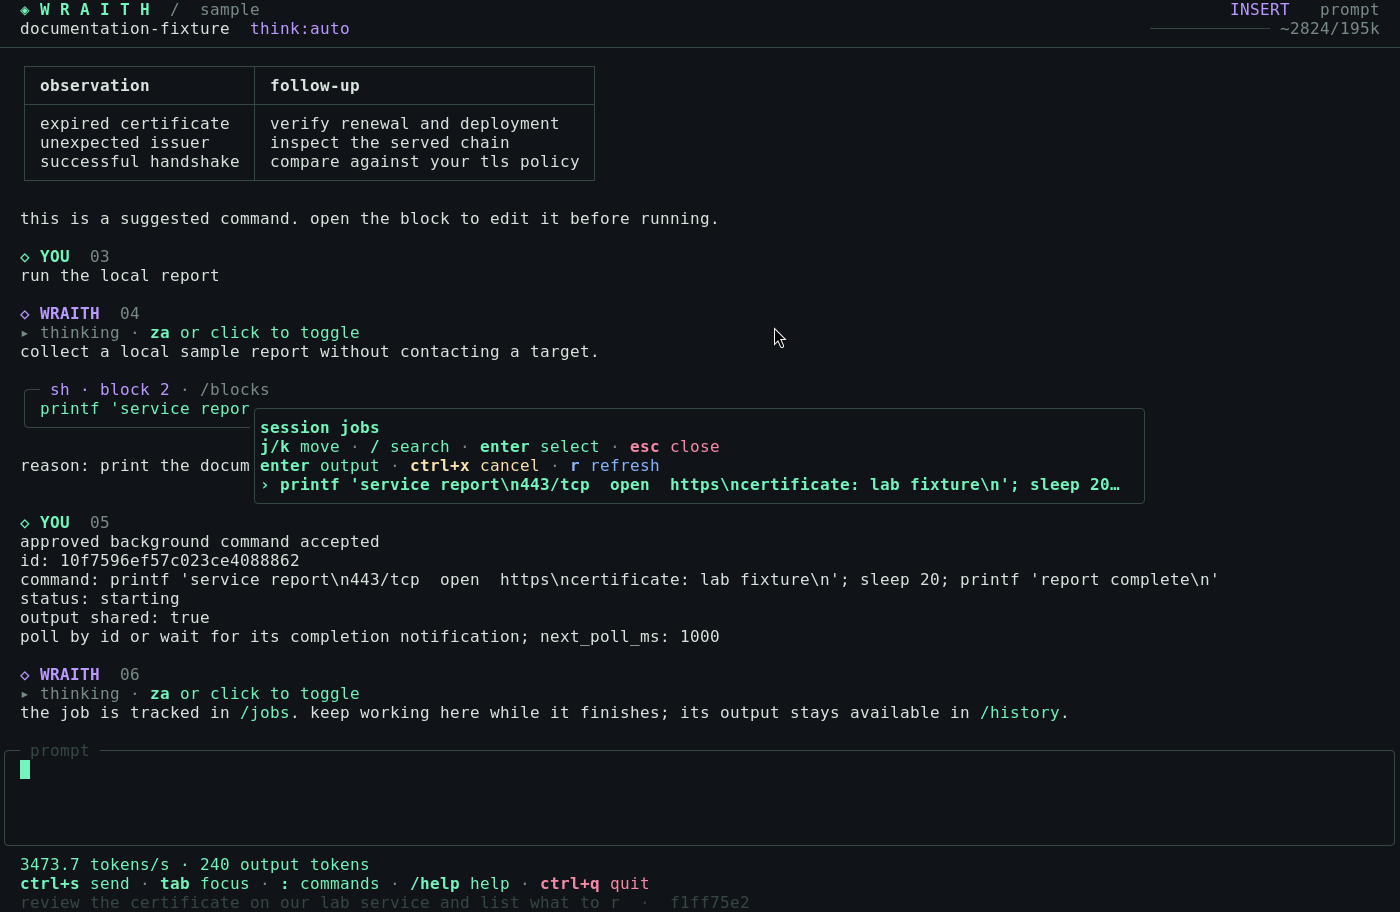 ◈ W R A I T H / sample
INSERT prompt
documentation-fixture think:auto
~2824/195k
observation follow-up
expired certificate verify renewal and deployment
unexpected issuer inspect the served chain
successful handshake compare against your tls policy
this is a suggested command. open the block to edit it before running.
◇ YOU 03
run the local report
◇ WRAITH 04
▸ thinking · za or click to toggle
collect a local sample report without contacting a target.
sh · block 2 · /blocks
printf 'service repor
session jobs
j/k move · / search · enter select · esc close
reason: print the docum
enter output · ctrl+x cancel · r refresh
› printf 'service report\n443/tcp  open  https\ncertificate: lab fixture\n'; sleep 20…
◇ YOU 05
approved background command accepted
id: 10f7596ef57c023ce4088862
command: printf 'service report\n443/tcp  open  https\ncertificate: lab fixture\n'; sleep 20; printf 'report complete\n'
status: starting
output shared: true
poll by id or wait for its completion notification; next_poll_ms: 1000
◇ WRAITH 06
▸ thinking · za or click to toggle
the job is tracked in /jobs. keep working here while it finishes; its output stays available in /history.
prompt
3473.7 tokens/s · 240 output tokens
ctrl+s send · tab focus · : commands · /help help · ctrl+q quit
review the certificate on our lab service and list what to r · f1ff75e2